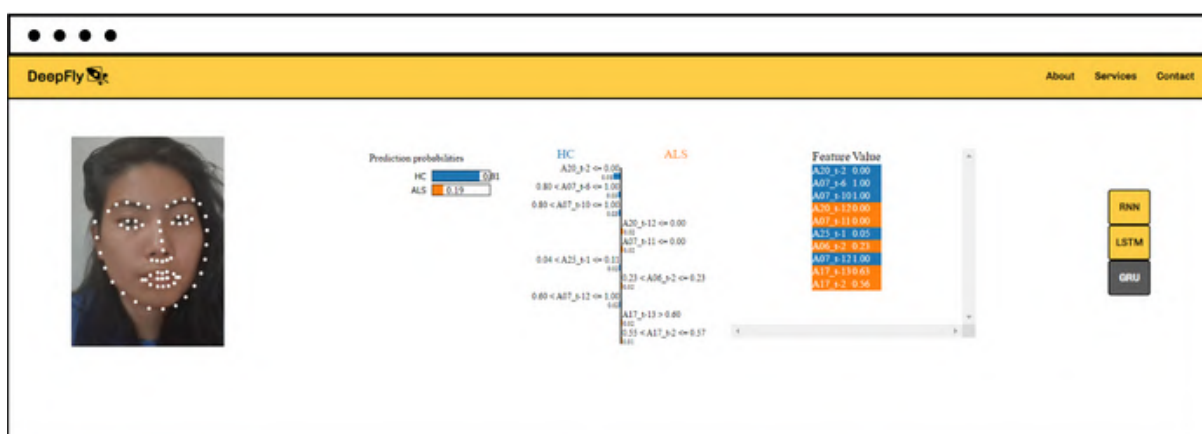 DeepFly
About Services Contact
Prediction probabilities
HC 0.81
ALS 0.19
HC ALS
A20_t-2 <= 0.00
0.80 < A07_t-6 <= 1.00
0.80 < A07_t-10 <= 1.00
A20_t-12 <= 0.00
A07_t-11 <= 0.00
0.04 < A25_t-1 <= 0.11
0.23 < A06_t-2 <= 0.23
0.60 < A07_t-12 <= 1.00
A17_t-13 > 0.60
0.55 < A17_t-2 <= 0.57
Feature Value
A20_t-2 0.00
A07_t-6 1.00
A07_t-10 1.00
A20_t-12 0.00
A07_t-11 0.00
A25_t-1 0.05
A06_t-2 0.23
A07_t-12 1.00
A17_t-13 0.63
A17_t-2 0.56
RNN
LSTM
GRU